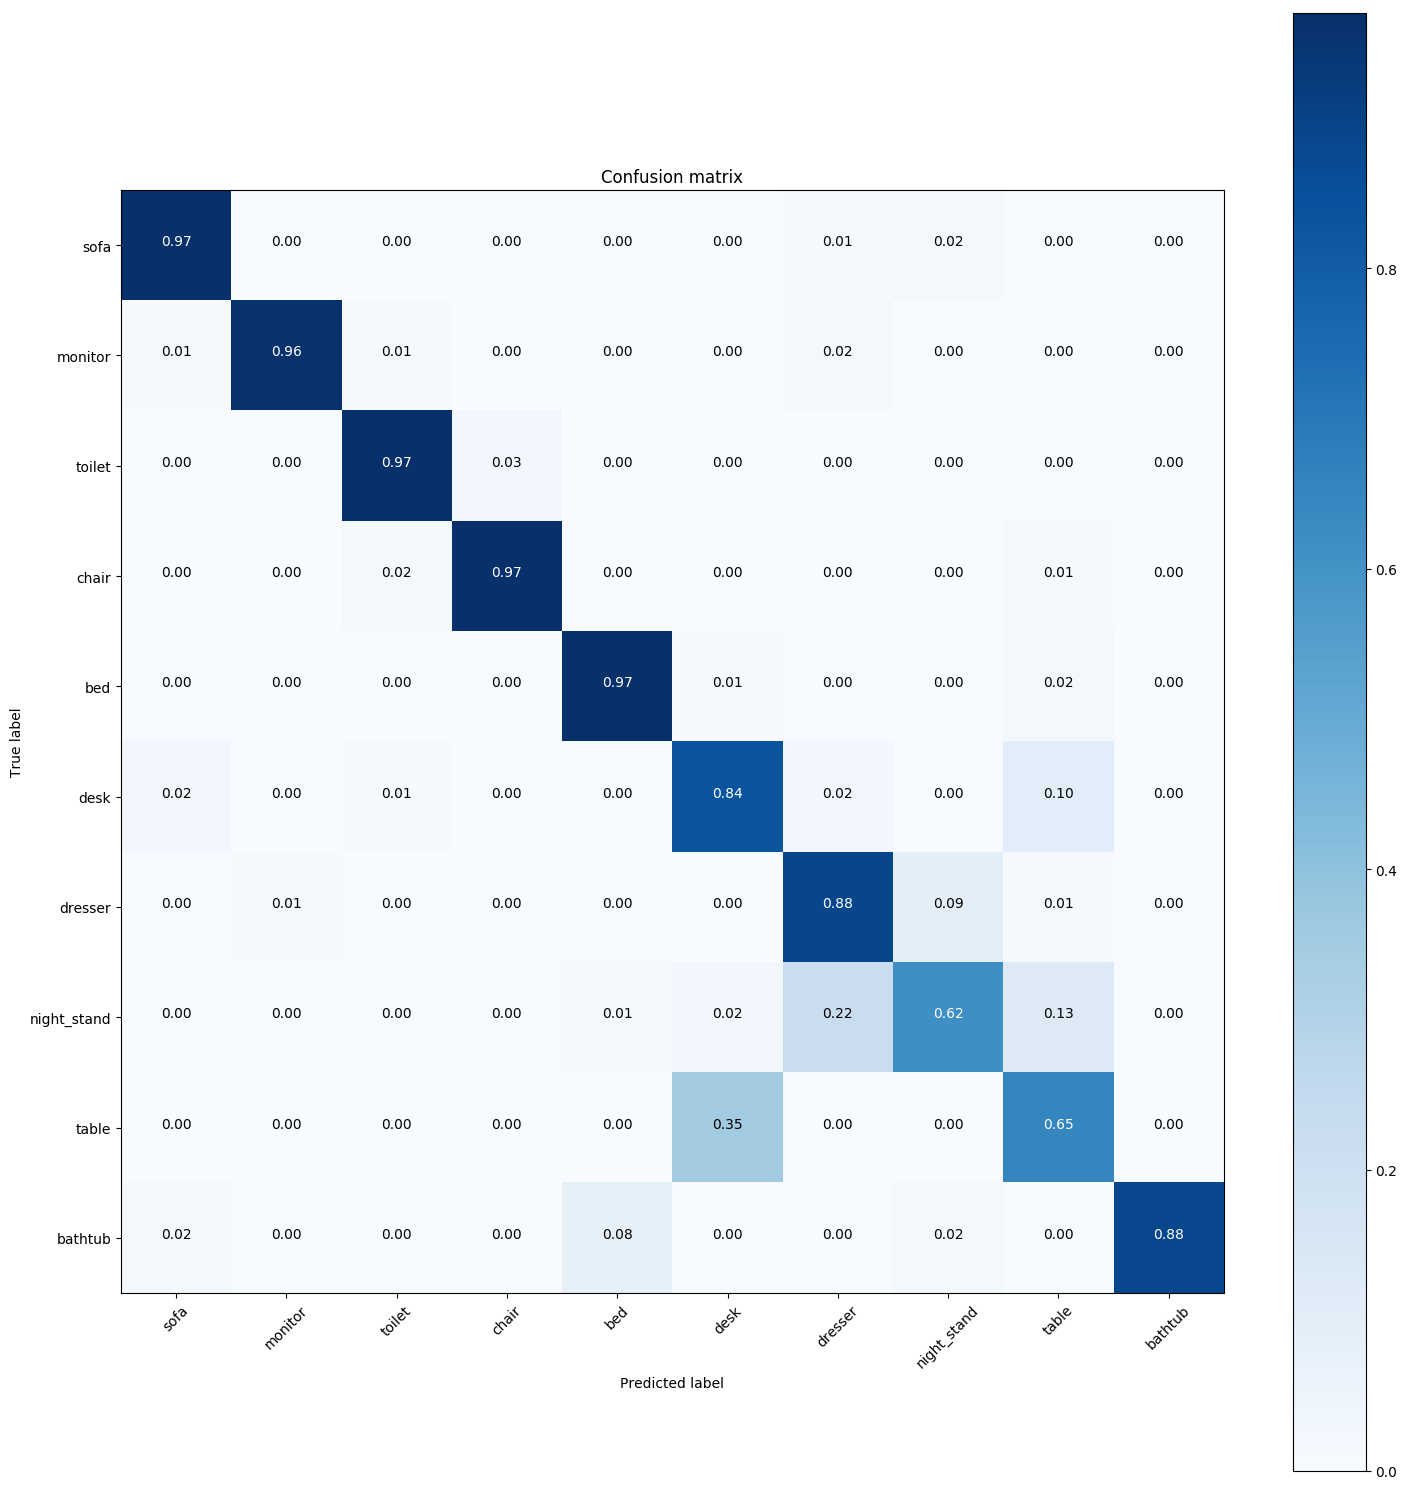 Confusion matrix
sofa 0.97 0.00 0.00 0.00 0.00 0.00 0.01 0.02 0.00 0.00
monitor 0.01 0.96 0.01 0.00 0.00 0.00 0.02 0.00 0.00 0.00
toilet 0.00 0.00 0.97 0.03 0.00 0.00 0.00 0.00 0.00 0.00
chair 0.00 0.00 0.02 0.97 0.00 0.00 0.00 0.00 0.01 0.00
bed 0.00 0.00 0.00 0.00 0.97 0.01 0.00 0.00 0.02 0.00
desk 0.02 0.00 0.01 0.00 0.00 0.84 0.02 0.00 0.10 0.00
dresser 0.00 0.01 0.00 0.00 0.00 0.00 0.88 0.09 0.01 0.00
night_stand 0.00 0.00 0.00 0.00 0.01 0.02 0.22 0.62 0.13 0.00
table 0.00 0.00 0.00 0.00 0.00 0.35 0.00 0.00 0.65 0.00
bathtub 0.02 0.00 0.00 0.00 0.08 0.00 0.00 0.02 0.00 0.88
sofa monitor toilet chair bed desk dresser night_stand table bathtub
Predicted label
True label
0.8
0.6
0.4
0.2
0.0